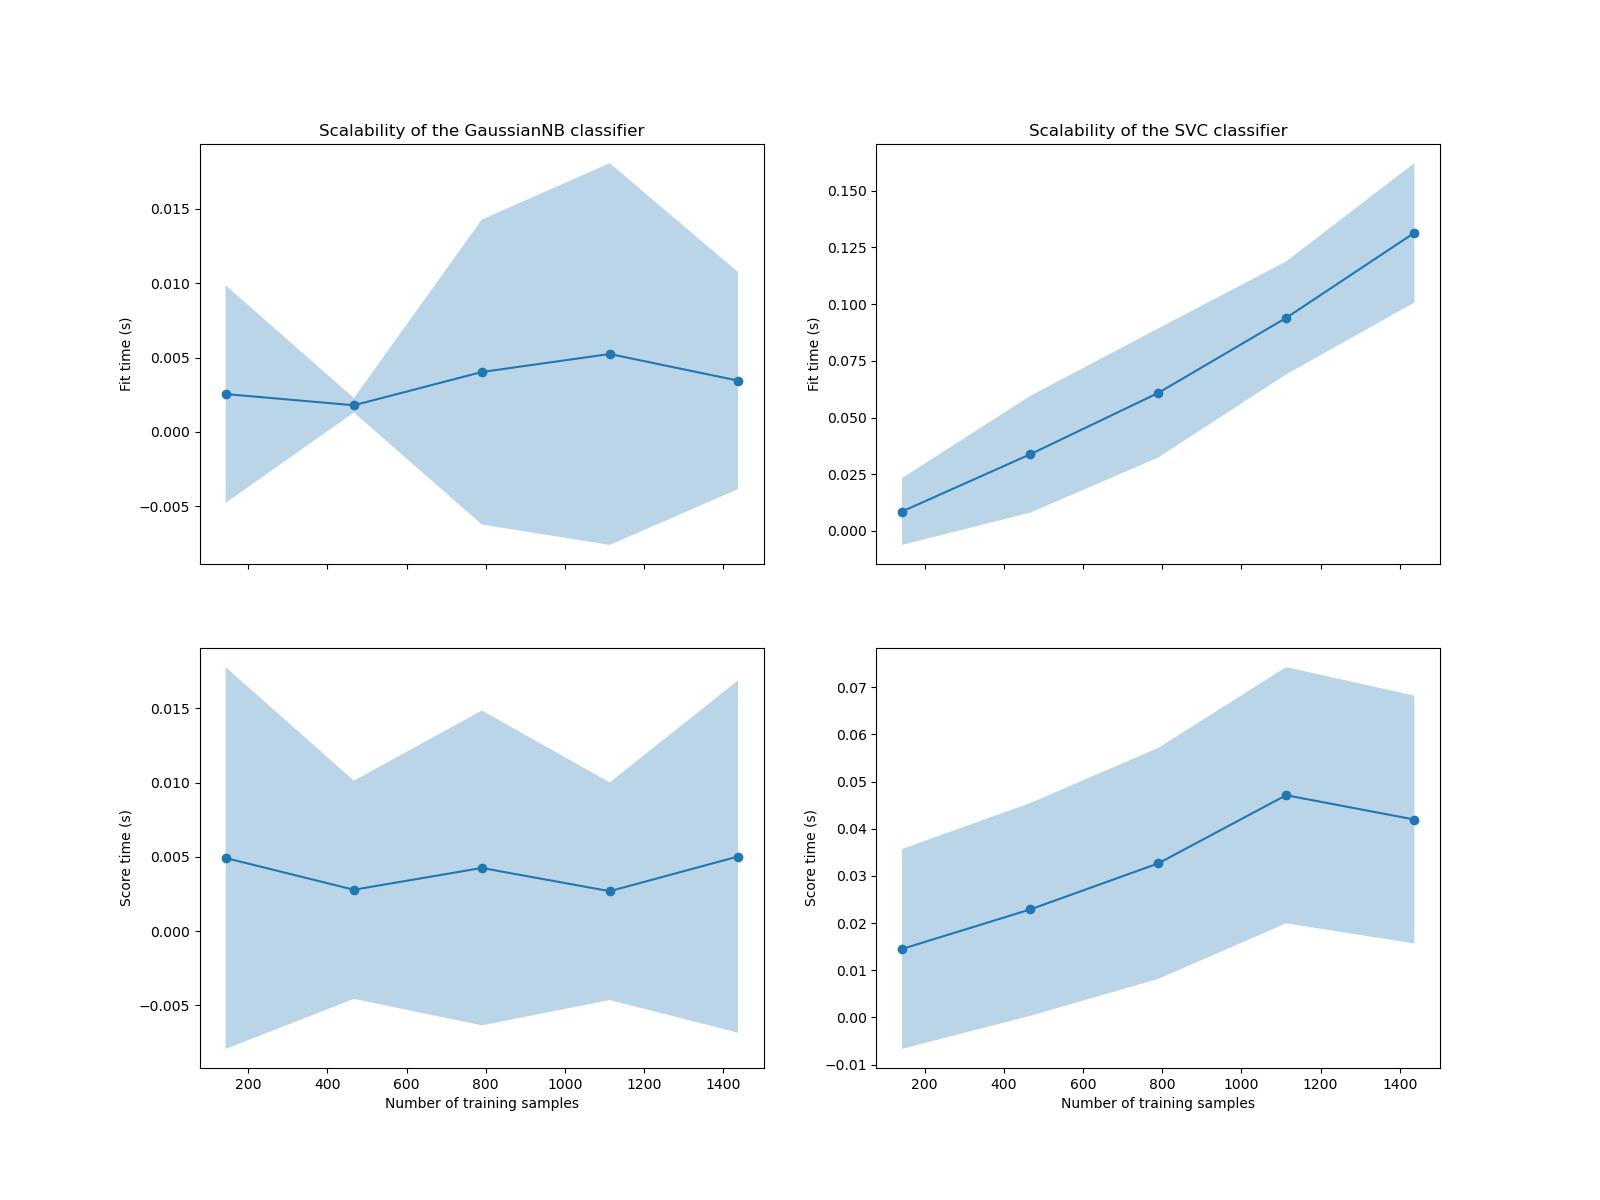 Scalability of the GaussianNB classifier
Scalability of the SVC classifier
0.015
0.010
0.005
0.000
−0.005
Fit time (s)
0.150
0.125
0.100
0.075
0.050
0.025
0.000
Fit time (s)
0.015
0.010
0.005
0.000
−0.005
Score time (s)
200 400 600 800 1000 1200 1400
Number of training samples
0.07
0.06
0.05
0.04
0.03
0.02
0.01
0.00
−0.01
Score time (s)
200 400 600 800 1000 1200 1400
Number of training samples